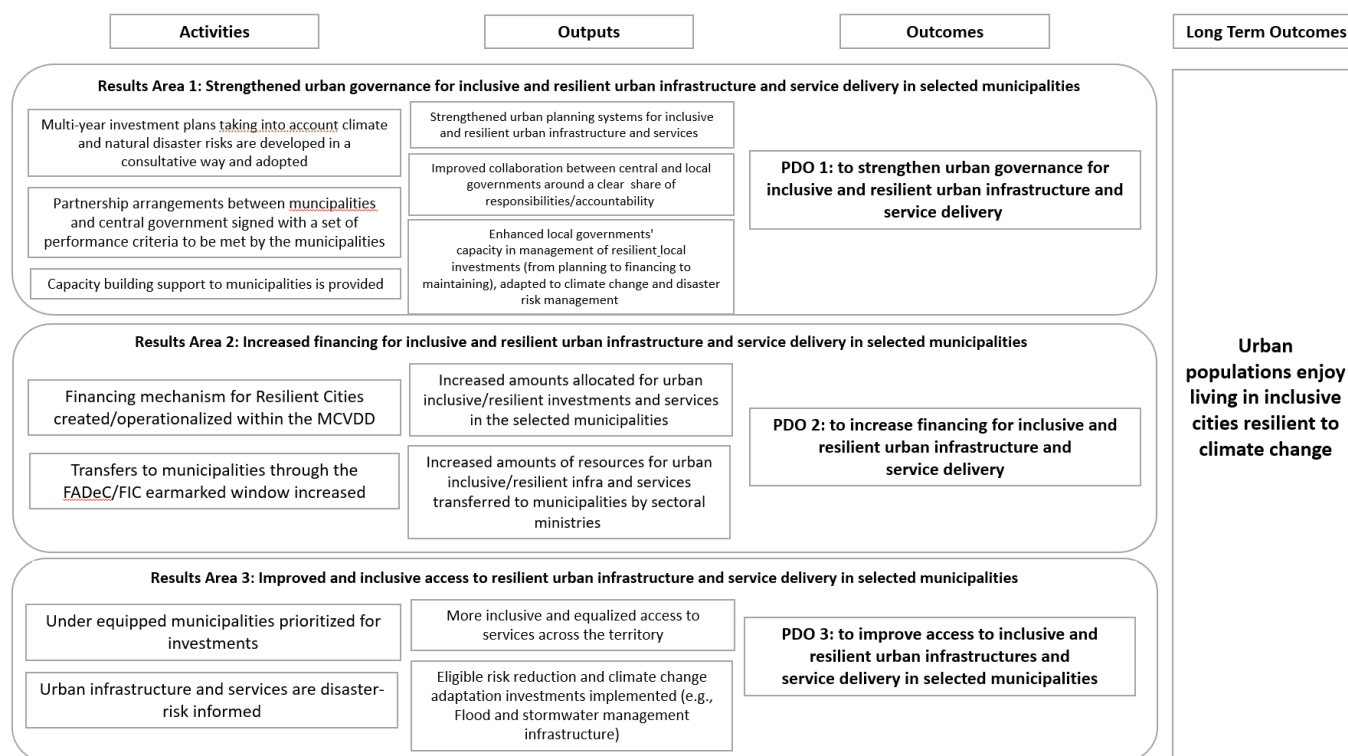 Activities
Outputs
Outcomes
Long Term Outcomes
Results Area 1: Strengthened urban governance for inclusive and resilient urban infrastructure and service delivery in selected municipalities
Multi-year investment plans taking into account climate
and natural disaster risks are developed in a
consultative way and adopted
Partnership arrangements between muncipalities
and central government signed with a set of
performance criteria to be met by the municipalities
Capacity building support to municipalities is provided
Strengthened urban planning systems for inclusive
and resilient urban infrastructure and services
Improved collaboration between central and local
governments around a clear share of
responsibilities/accountability
Enhanced local governments'
capacity in management of resilient local
investments (from planning to financing to
maintaining), adapted to climate change and disaster
risk management
PDO 1: to strengthen urban governance for
inclusive and resilient urban infrastructure and
service delivery
Results Area 2: Increased financing for inclusive and resilient urban infrastructure and service delivery in selected municipalities
Financing mechanism for Resilient Cities
created/operationalized within the MCVDD
Transfers to municipalities through the
FADeC/FIC earmarked window increased
Increased amounts allocated for urban
inclusive/resilient investments and services
in the selected municipalities
Increased amounts of resources for urban
inclusive/resilient infra and services
transferred to municipalities by sectoral
ministries
PDO 2: to increase financing for inclusive and
resilient urban infrastructure and
service delivery
Results Area 3: Improved and inclusive access to resilient urban infrastructure and service delivery in selected municipalities
Under equipped municipalities prioritized for
investments
Urban infrastructure and services are disaster-
risk informed
More inclusive and equalized access to
services across the territory
Eligible risk reduction and climate change
adaptation investments implemented (e.g.,
Flood and stormwater management
infrastructure)
PDO 3: to improve access to inclusive and
resilient urban infrastructures and
service delivery in selected municipalities
Urban
populations enjoy
living in inclusive
cities resilient to
climate change